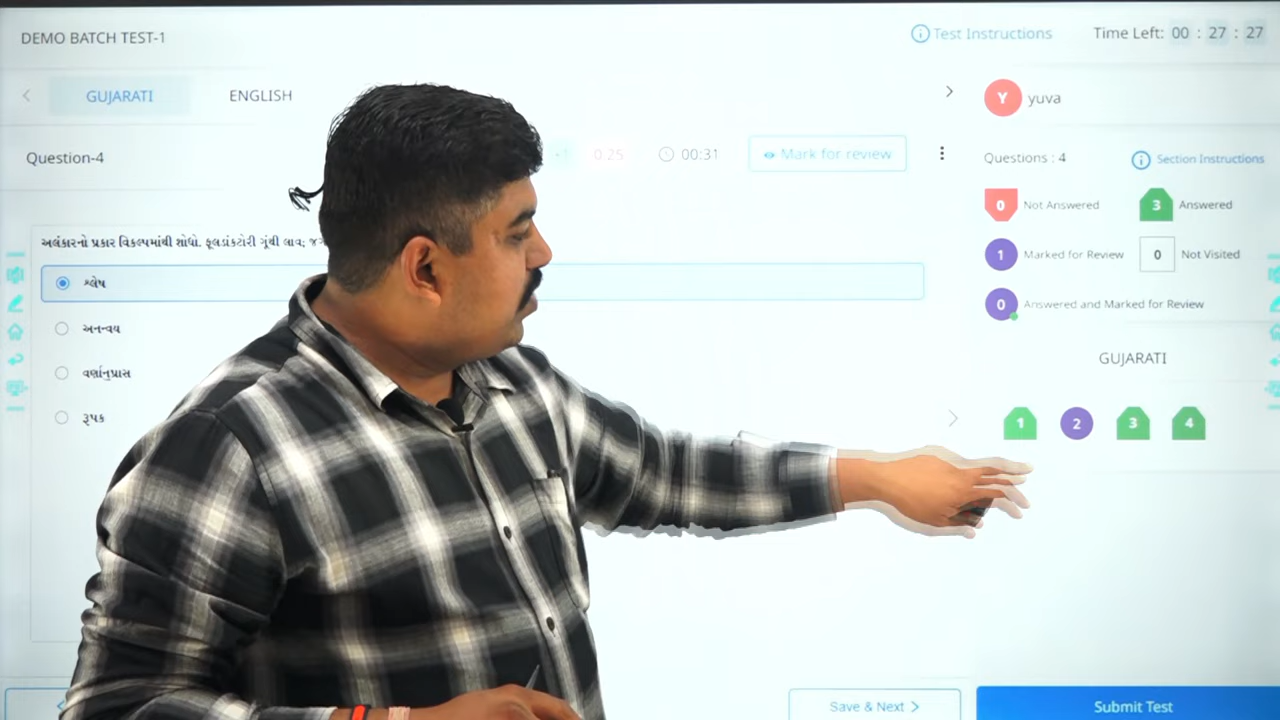 DEMO BATCH TEST-1
Test Instructions
Time Left: 00 : 27 : 27
GUJARATI
ENGLISH
Y
yuva
Question-4
0.25
00:31
Mark for review
Questions : 4
Section Instructions
0 Not Answered
3 Answered
1 Marked for Review
0 Not Visited
0 Answered and Marked for Review
અલંકારનો પ્રકાર વિકલ્પમાંથી શોધો. ફૂલડાંકટોરી ગૂંથી લાવ;
શ્લેષ
અનન્વય
વર્ણાનુપ્રાસ
રૂપક
GUJARATI
1 2 3 4
Save & Next
Submit Test